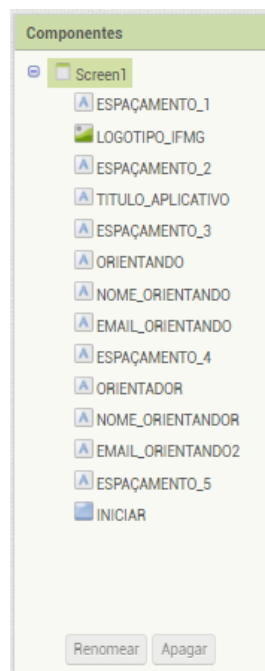 Componentes
Screen1
ESPAÇAMENTO_1
LOGOTIPO_IFMG
ESPAÇAMENTO_2
TITULO_APLICATIVO
ESPAÇAMENTO_3
ORIENTANDO
NOME_ORIENTANDO
EMAIL_ORIENTANDO
ESPAÇAMENTO_4
ORIENTADOR
NOME_ORIENTANDOR
EMAIL_ORIENTANDO2
ESPAÇAMENTO_5
INICIAR
Renomear Apagar